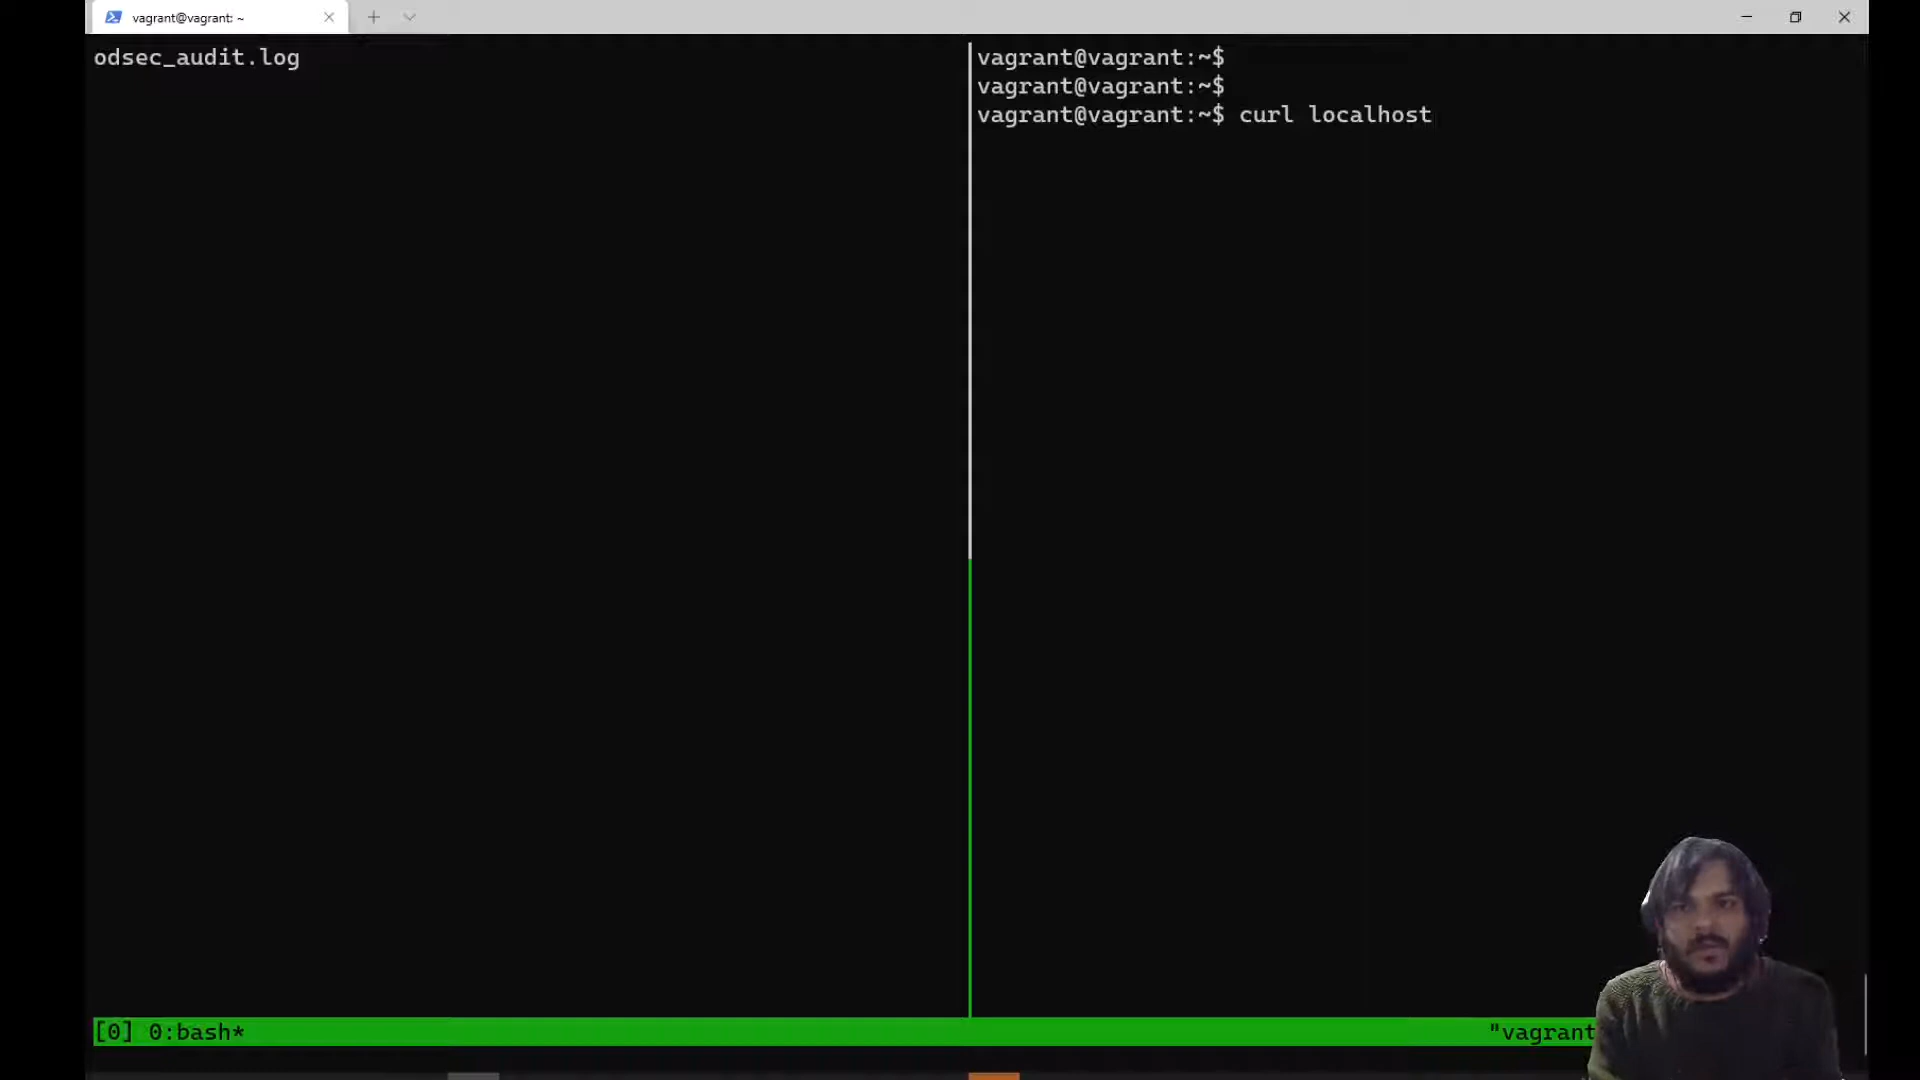 vagrant@vagrant: ~
odsec_audit.log
vagrant@vagrant:~$
vagrant@vagrant:~$
vagrant@vagrant:~$ curl localhost
[0] 0:bash*
"vagrant